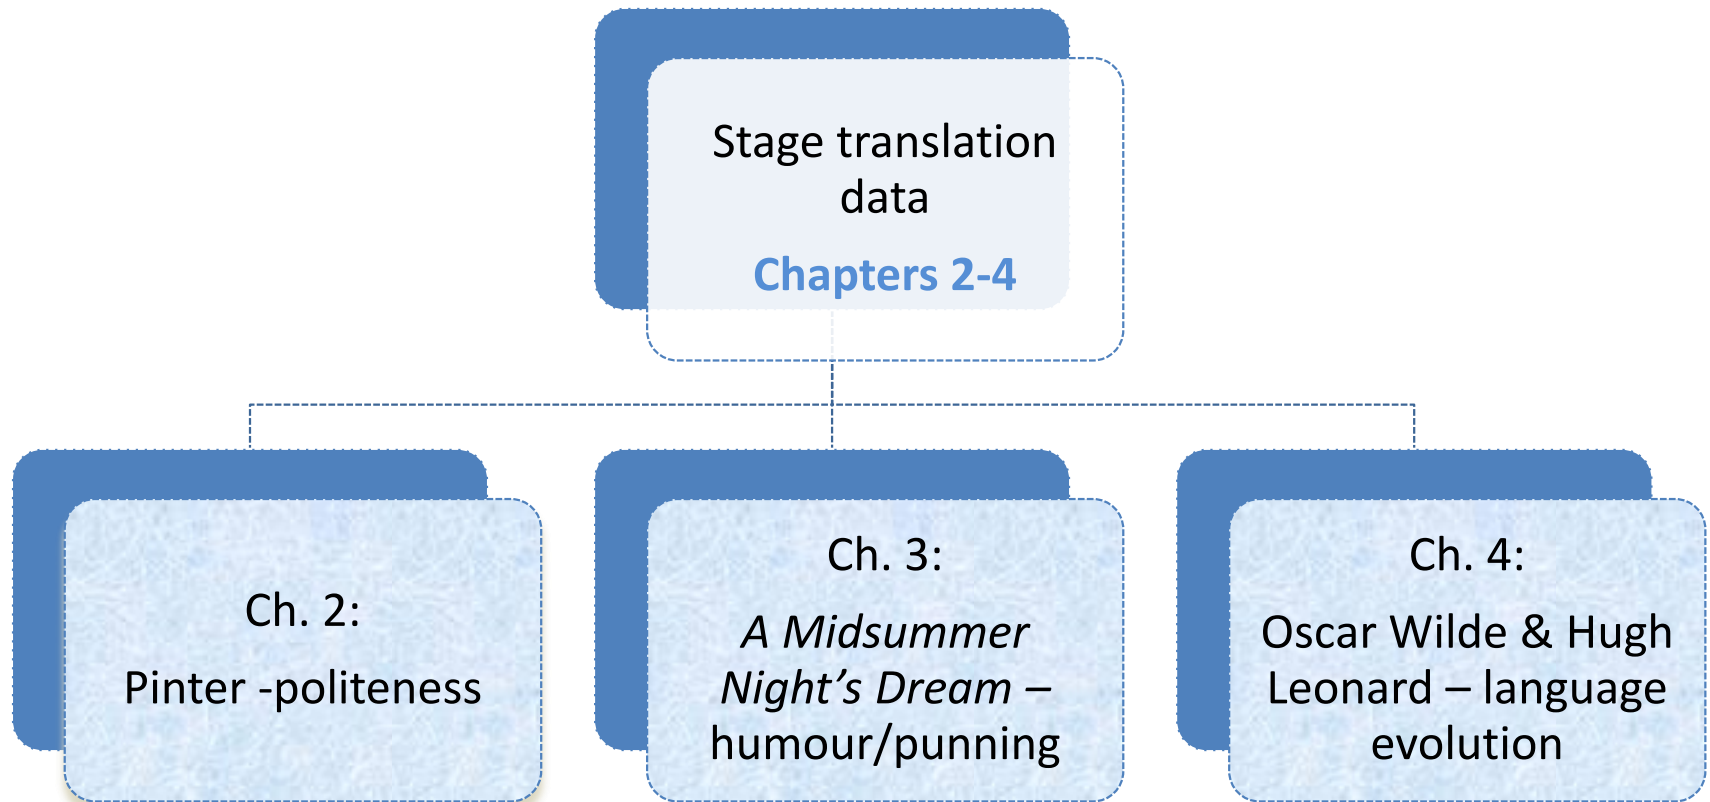 Stage translation
data
Chapters 2-4
Ch. 2:
Pinter -politeness
Ch. 3:
A Midsummer
Night’s Dream –
humour/punning
Ch. 4:
Oscar Wilde & Hugh
Leonard – language
evolution